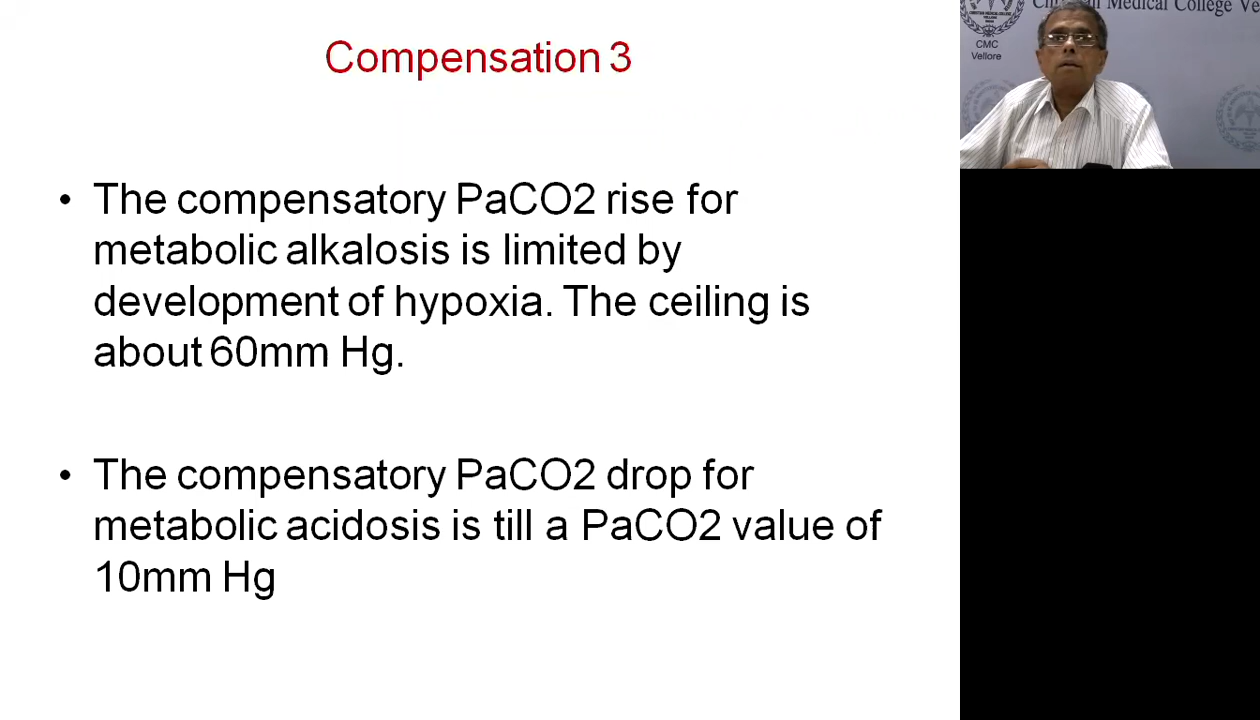 Compensation 3
• The compensatory PaCO2 rise for
metabolic alkalosis is limited by
development of hypoxia. The ceiling is
about 60mm Hg.
• The compensatory PaCO2 drop for
metabolic acidosis is till a PaCO2 value of
10mm Hg
Medical College Ve
CMC
Vellore